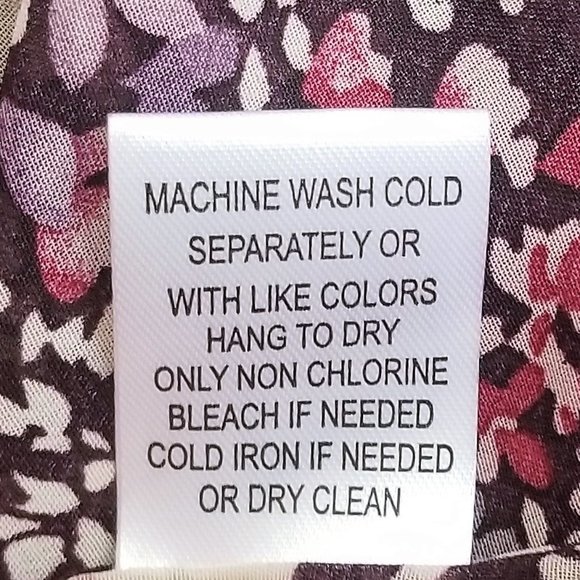 MACHINE WASH COLD
SEPARATELY OR
WITH LIKE COLORS
HANG TO DRY
ONLY NON CHLORINE
BLEACH IF NEEDED
COLD IRON IF NEEDED
OR DRY CLEAN